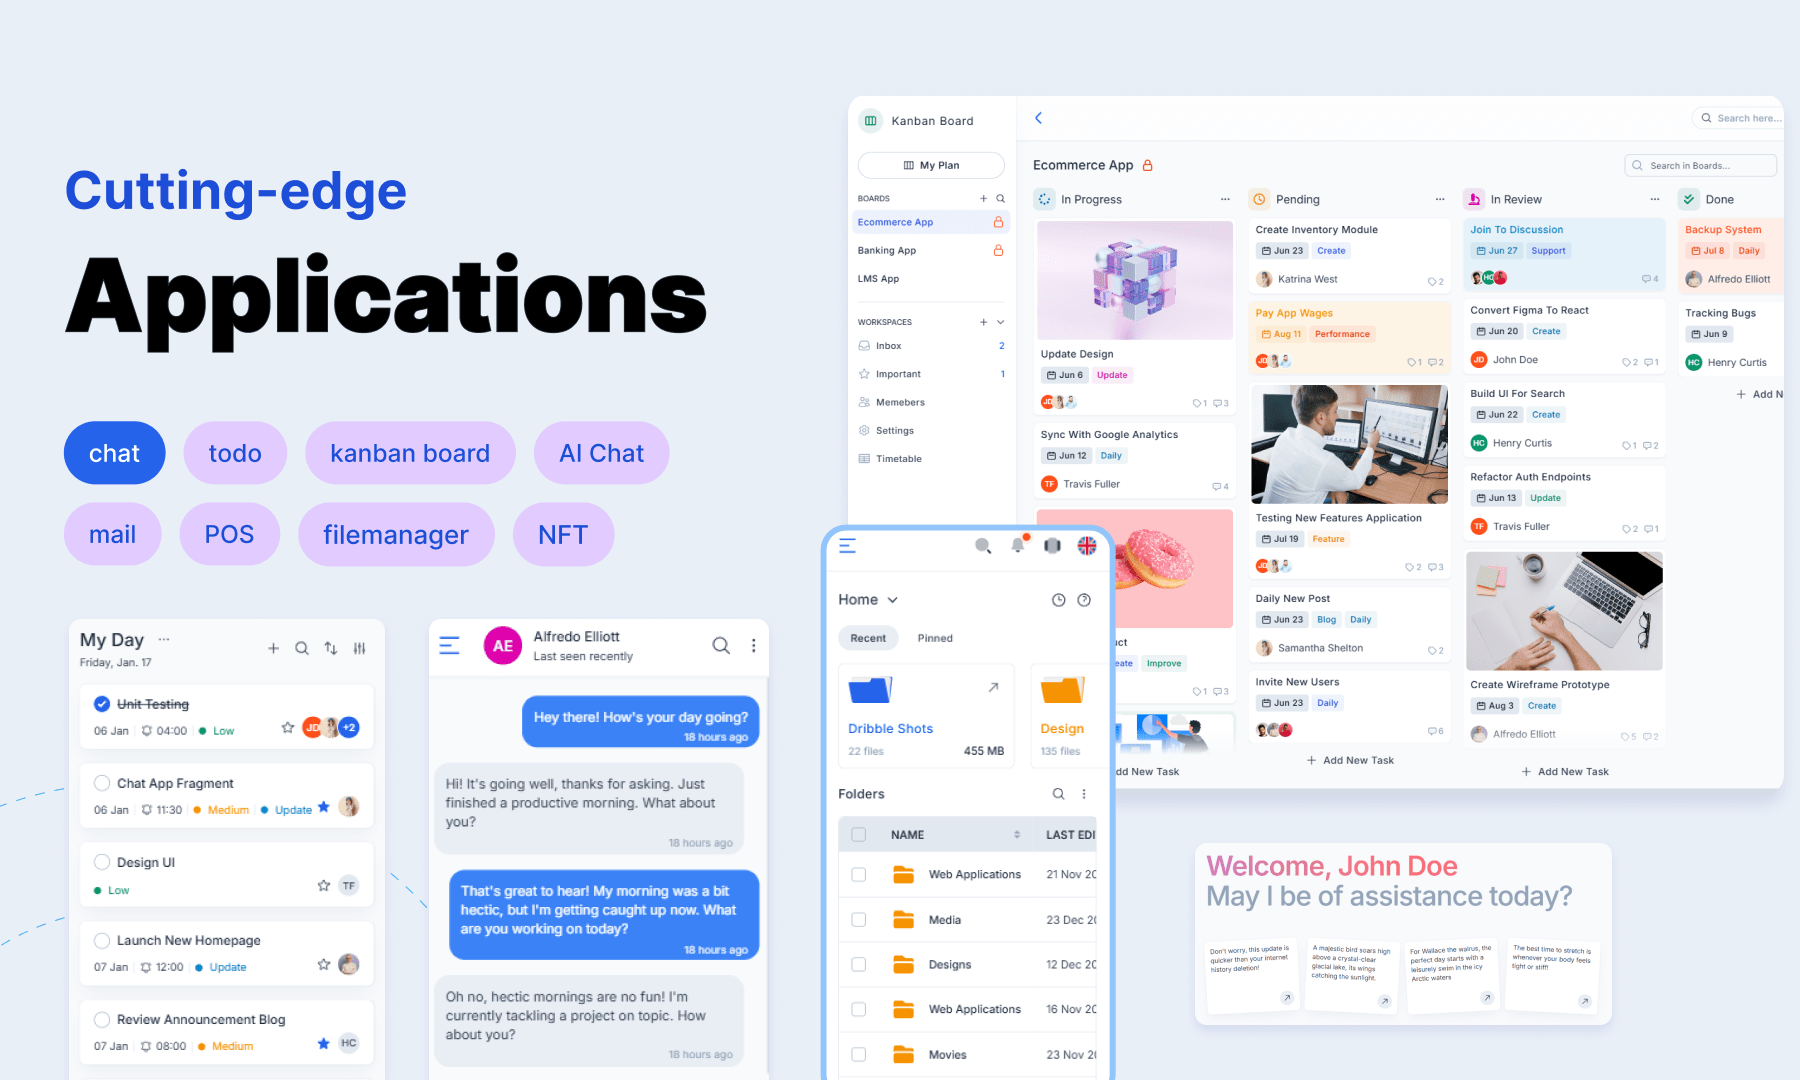 Cutting-edge
Applications
chat
todo
kanban board
AI Chat
mail
POS
filemanager
NFT
My Day
Friday, Jan. 17
Unit Testing
06 Jan
04:00
Low
JD
+2
Chat App Fragment
06 Jan
11:30
Medium
Update
Design UI
Low
TF
Launch New Homepage
07 Jan
12:00
Update
Review Announcement Blog
07 Jan
08:00
Medium
HC
AE
Alfredo Elliott
Last seen recently
Hey there! How's your day going?
18 hours ago
Hi! It's going well, thanks for asking. Just
finished a productive morning. What about
you?
18 hours ago
That's great to hear! My morning was a bit
hectic, but I'm getting caught up now. What
are you working on today?
18 hours ago
Oh no, hectic mornings are no fun! I'm
currently tackling a project on topic. How
about you?
18 hours ago
Home
Recent
Pinned
Dribble Shots
22 files
455 MB
Design
135 files
Folders
NAME
LAST EDI
Web Applications
21 Nov 20
Media
23 Dec 20
Designs
12 Dec 20
Web Applications
16 Nov 20
Movies
23 Nov 20
Kanban Board
My Plan
BOARDS
Ecommerce App
Banking App
LMS App
WORKSPACES
Inbox
2
Important
1
Memebers
Settings
Timetable
Search here...
Ecommerce App
Search in Boards...
In Progress
Update Design
Jun 6
Update
JD
1
3
Sync With Google Analytics
Jun 12
Daily
TF
Travis Fuller
4
uct
eate
Improve
1
3
dd New Task
Pending
Create Inventory Module
Jun 23
Create
Katrina West
2
Pay App Wages
Aug 11
Performance
JD
1
2
Testing New Features Application
Jul 19
Feature
JD
2
3
Daily New Post
Jun 23
Blog
Daily
Samantha Shelton
2
Invite New Users
Jun 23
Daily
6
Add New Task
In Review
Join To Discussion
Jun 27
Support
HC
4
Convert Figma To React
Jun 20
Create
JD
John Doe
2
1
Build UI For Search
Jun 22
Create
HC
Henry Curtis
1
2
Refactor Auth Endpoints
Jun 13
Update
TF
Travis Fuller
2
1
Create Wireframe Prototype
Aug 3
Create
Alfredo Elliott
5
2
Add New Task
Done
Backup System
Jul 8
Daily
Alfredo Elliott
Tracking Bugs
Jun 9
HC
Henry Curtis
Add N
Welcome, John Doe
May I be of assistance today?
Don't worry, this update is
quicker than your internet
history deletion!
A majestic bird soars high
above a crystal-clear
glacial lake, its wings
catching the sunlight.
For Wallace the walrus, the
perfect day starts with a
leisurely swim in the icy
Arctic waters
The best time to stretch is
whenever your body feels
tight or stiff!